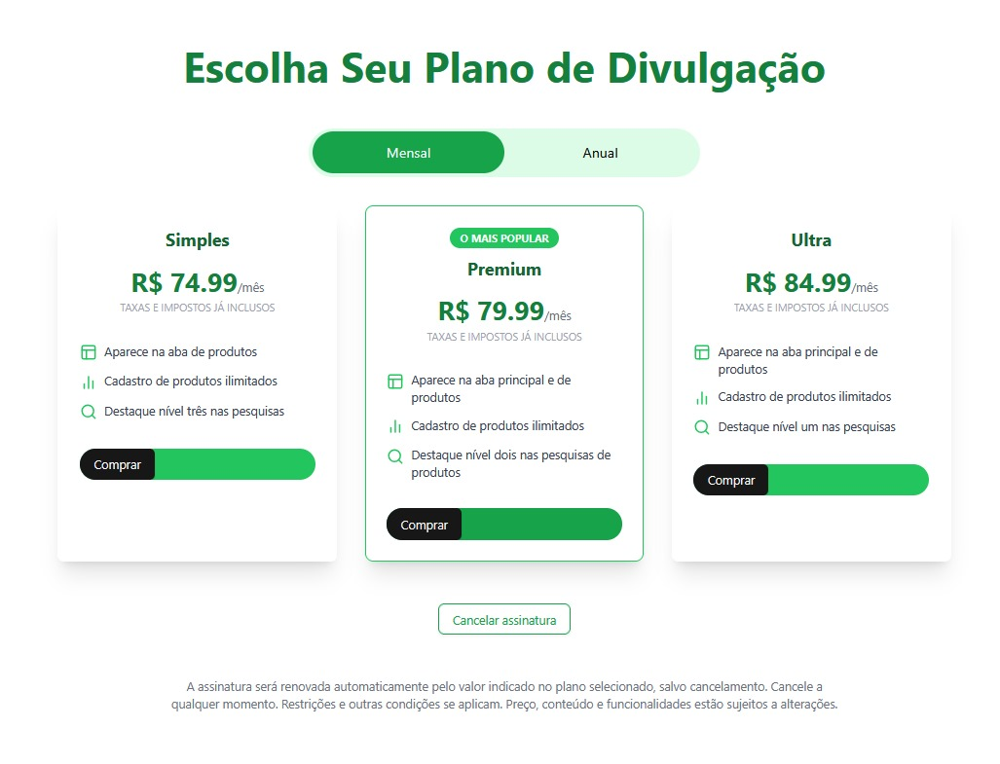 Escolha Seu Plano de Divulgação
Mensal
Anual
Simples
R$ 74.99/mês
TAXAS E IMPOSTOS JÁ INCLUSOS
Aparece na aba de produtos
Cadastro de produtos ilimitados
Destaque nível três nas pesquisas
Comprar
O MAIS POPULAR
Premium
R$ 79.99/mês
TAXAS E IMPOSTOS JÁ INCLUSOS
Aparece na aba principal e de
produtos
Cadastro de produtos ilimitados
Destaque nível dois nas pesquisas de
produtos
Comprar
Ultra
R$ 84.99/mês
TAXAS E IMPOSTOS JÁ INCLUSOS
Aparece na aba principal e de
produtos
Cadastro de produtos ilimitados
Destaque nível um nas pesquisas
Comprar
Cancelar assinatura
A assinatura será renovada automaticamente pelo valor indicado no plano selecionado, salvo cancelamento. Cancele a
qualquer momento. Restrições e outras condições se aplicam. Preço, conteúdo e funcionalidades estão sujeitos a alterações.